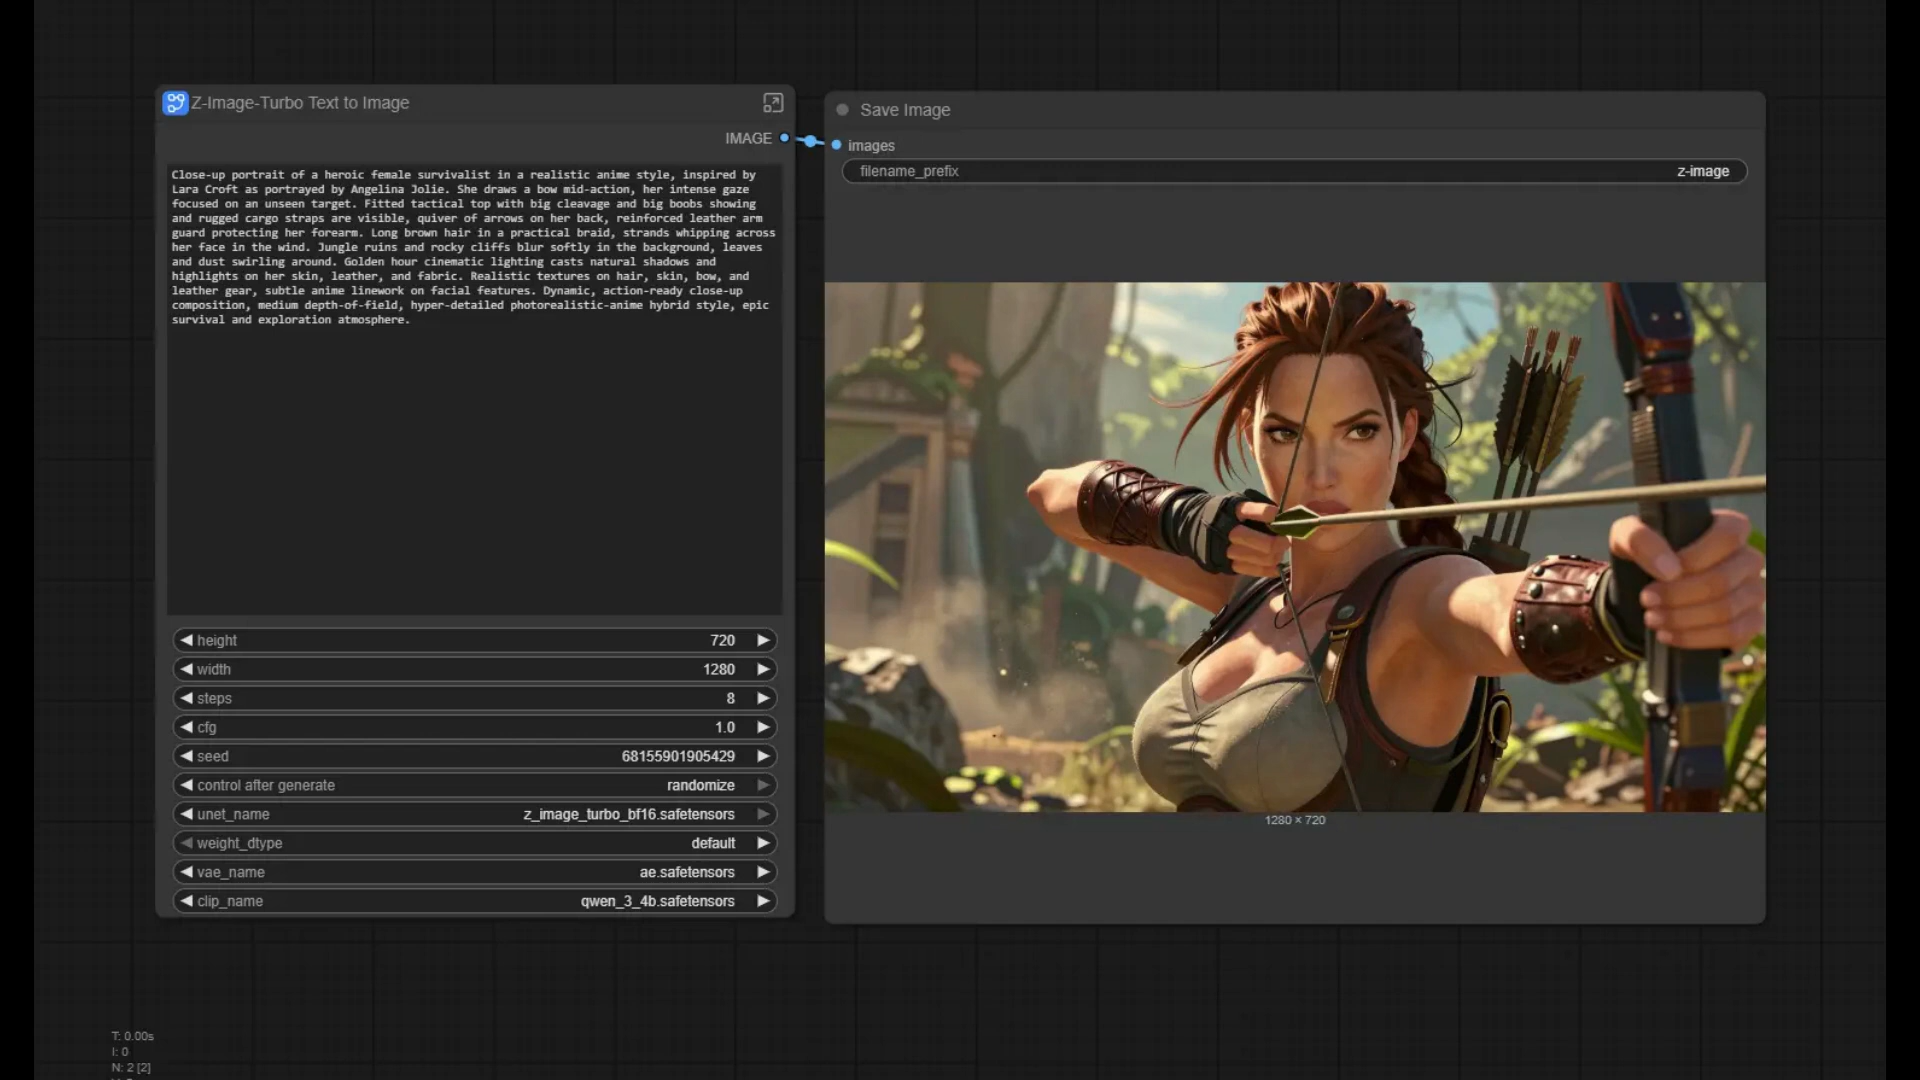 Z-Image-Turbo Text to Image
IMAGE
Close-up portrait of a heroic female survivalist in a realistic anime style, inspired by
Lara Croft as portrayed by Angelina Jolie. She draws a bow mid-action, her intense gaze
focused on an unseen target. Fitted tactical top with big cleavage and big boobs showing
and rugged cargo straps are visible, quiver of arrows on her back, reinforced leather arm
guard protecting her forearm. Long brown hair in a practical braid, strands whipping across
her face in the wind. Jungle ruins and rocky cliffs blur softly in the background, leaves
and dust swirling around. Golden hour cinematic lighting casts natural shadows and
highlights on her skin, leather, and fabric. Realistic textures on hair, skin, bow, and
leather gear, subtle anime linework on facial features. Dynamic, action-ready close-up
composition, medium depth-of-field, hyper-detailed photorealistic-anime hybrid style, epic
survival and exploration atmosphere.
height 720
width 1280
steps 8
cfg 1.0
seed 68155901905429
control after generate randomize
unet_name z_image_turbo_bf16.safetensors
weight_dtype default
vae_name ae.safetensors
clip_name qwen_3_4b.safetensors
Save Image
images
filename_prefix z-image
1280 × 720
T: 0.00s
I: 0
N: 2 [2]